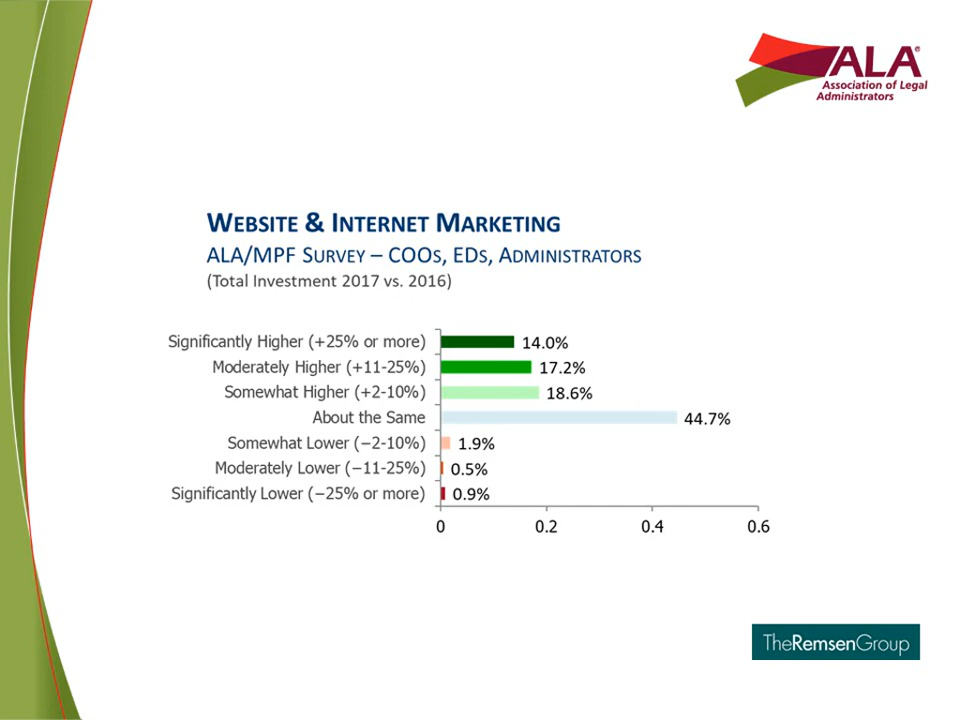 ALA®
Association of Legal
Administrators
WEBSITE & INTERNET MARKETING
ALA/MPF SURVEY – COOS, EDS, ADMINISTRATORS
(Total Investment 2017 vs. 2016)
Significantly Higher (+25% or more) 14.0%
Moderately Higher (+11-25%) 17.2%
Somewhat Higher (+2-10%) 18.6%
About the Same 44.7%
Somewhat Lower (−2-10%) 1.9%
Moderately Lower (−11-25%) 0.5%
Significantly Lower (−25% or more) 0.9%
0 0.2 0.4 0.6
TheRemsenGroup